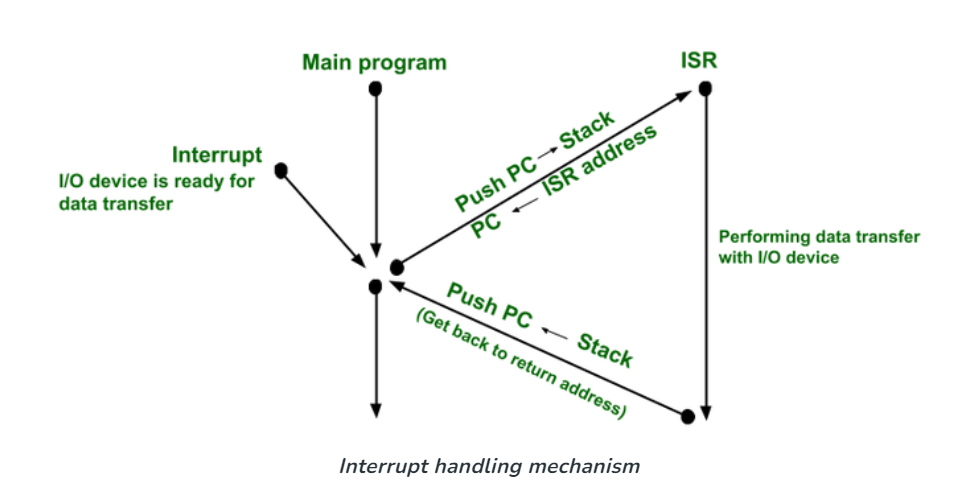 Main program
ISR
Interrupt
I/O device is ready for
data transfer
Push PC → Stack
PC ← ISR address
Performing data transfer
with I/O device
Push PC ← Stack
(Get back to return address)
Interrupt handling mechanism